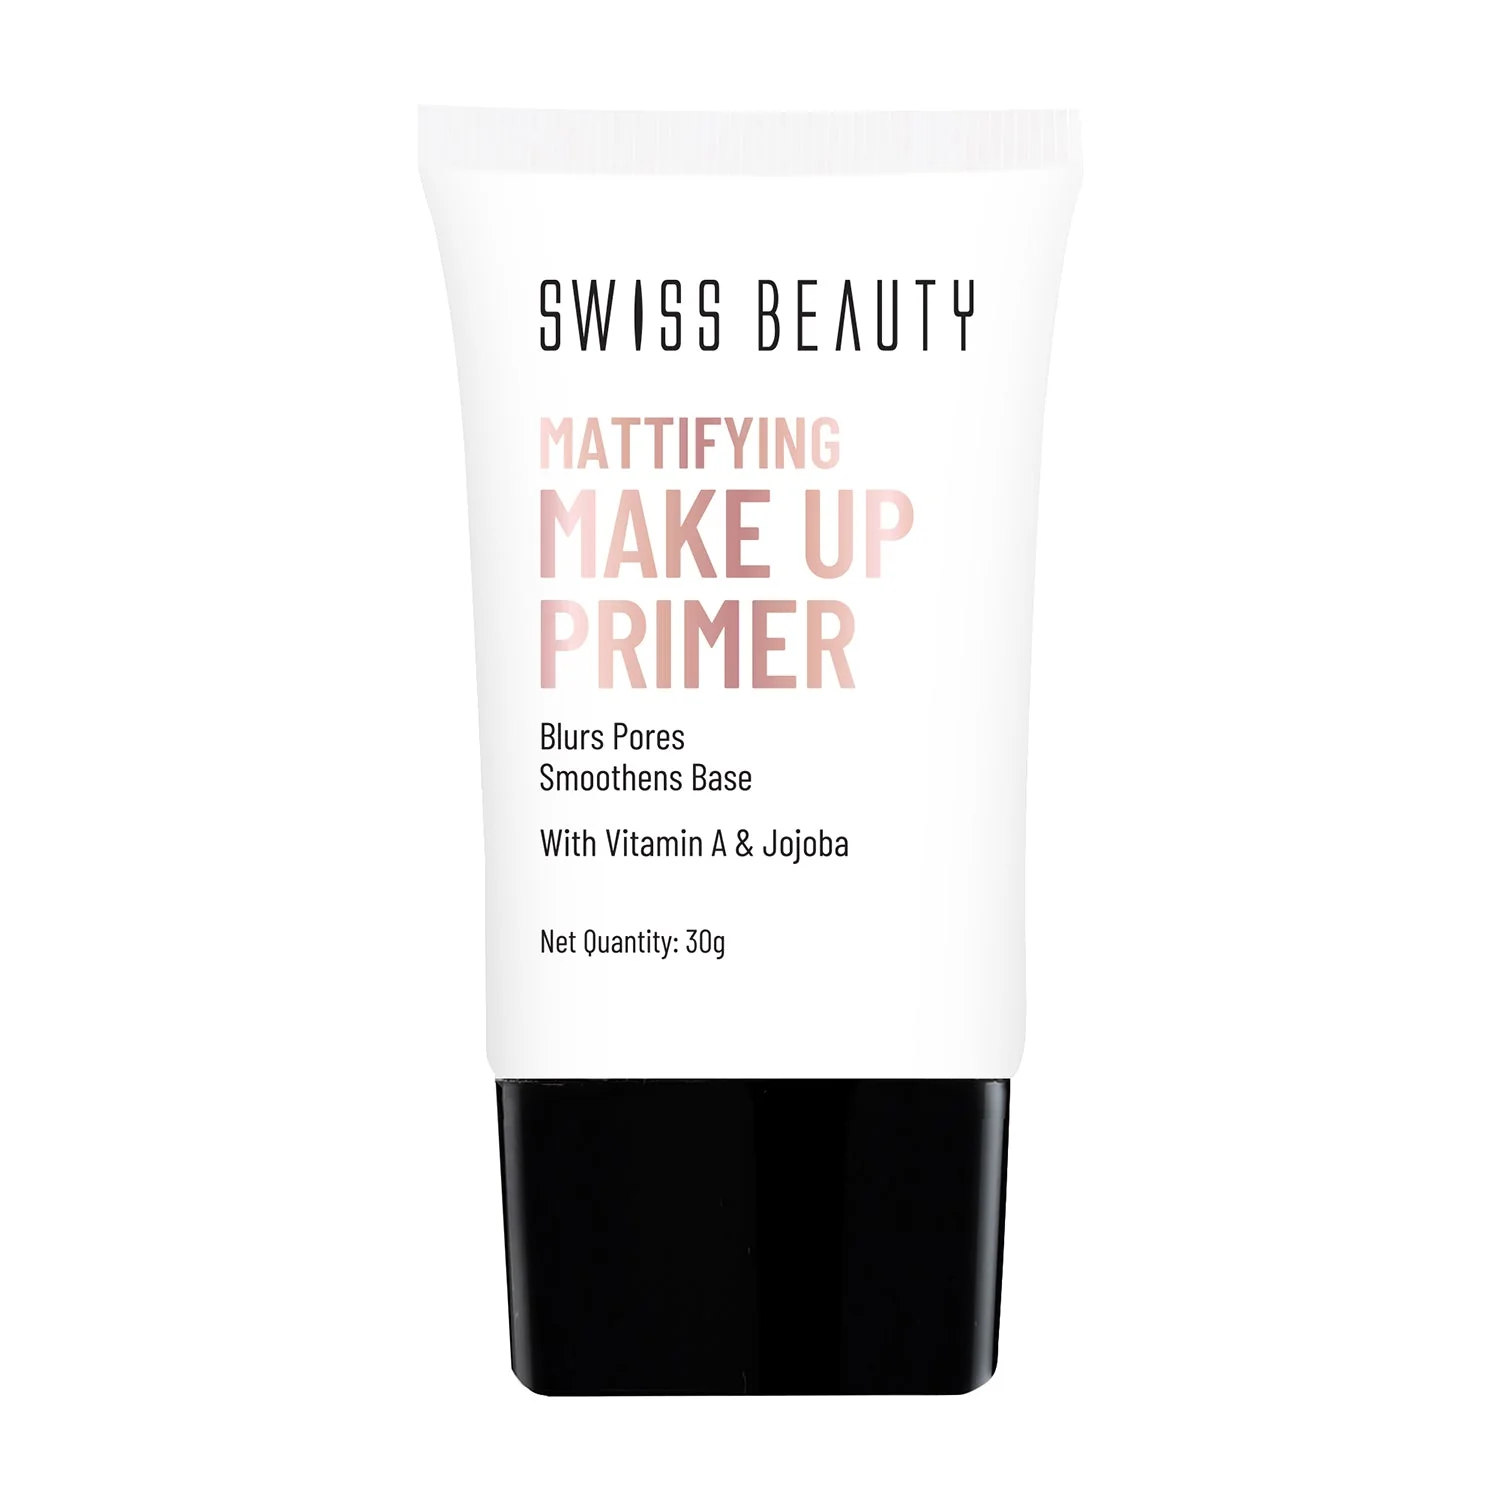 SWISS BEAUTY
MATTIFYING
MAKE UP
PRIMER
Blurs Pores
Smoothens Base
With Vitamin A & Jojoba
Net Quantity: 30g